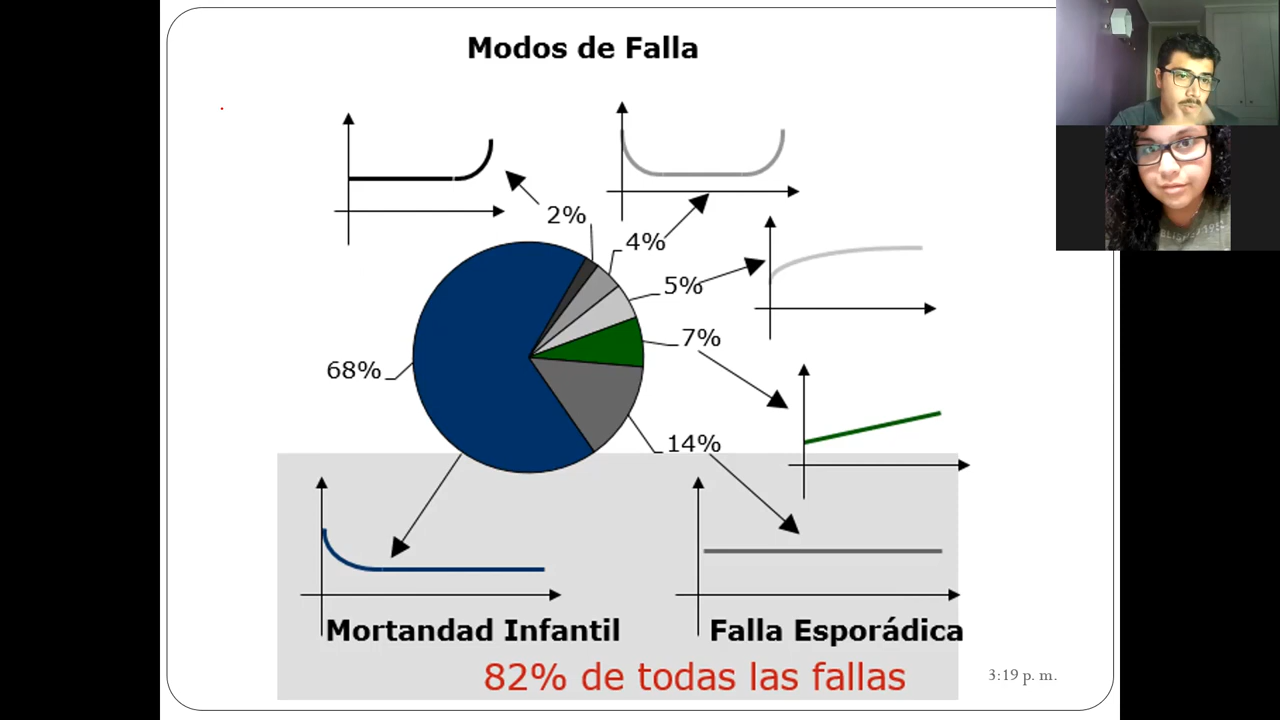 Modos de Falla
2%
4%
5%
7%
68%
14%
Mortandad Infantil
Falla Esporádica
82% de todas las fallas
3:19 p. m.